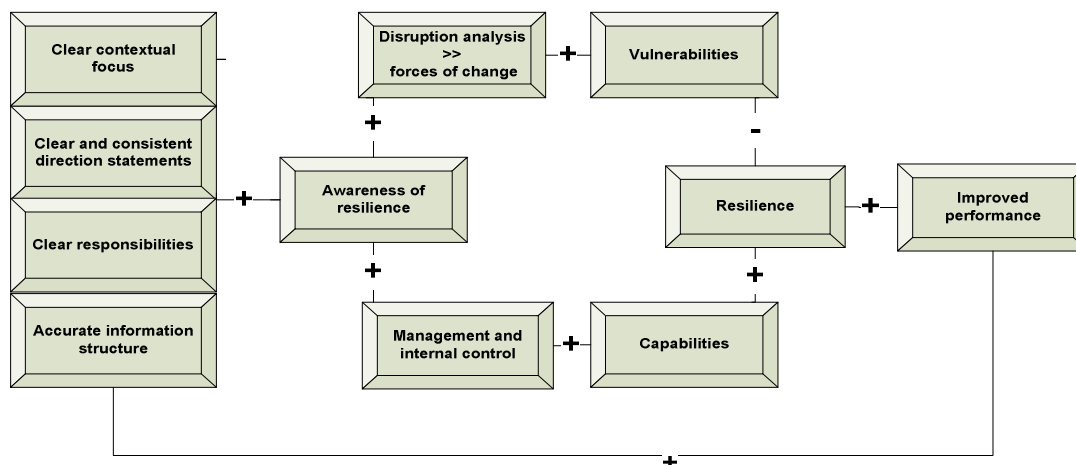 Clear contextual
focus
Clear and consistent
direction statements
Clear responsibilities
Accurate information
structure
+
Awareness of
resilience
+
+
Disruption analysis
>>
forces of change
+
Vulnerabilities
-
Management and
internal control
+
Capabilities
+
Resilience
+
Improved
performance
+